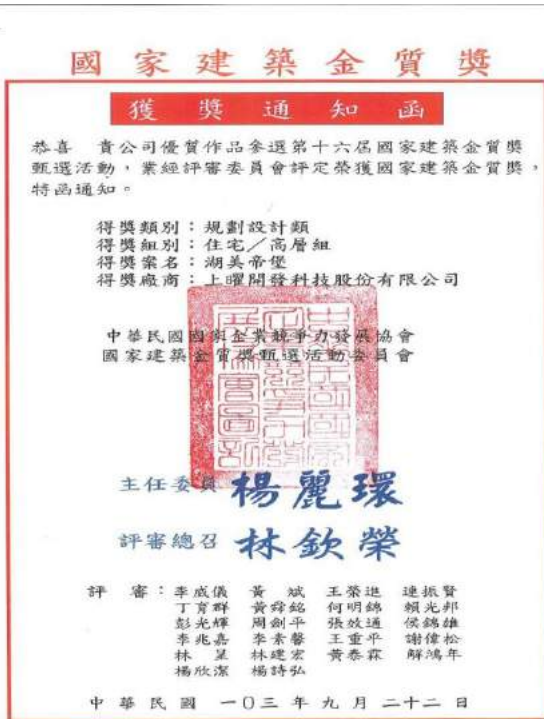 國家建築金質獎
獲獎通知函
恭喜　貴公司優質作品參選第十六屆國家建築金質獎
甄選活動，業經評審委員會評定榮獲國家建築金質獎，
特函通知。
得獎類別：規劃設計類
得獎組別：住宅／高層組
得獎案名：湖美帝堡
得獎廠商：上曜開發科技股份有限公司
中華民國國家企業競爭力發展協會
國家建築金質獎甄選活動委員會
主任委員 楊麗環
評審總召 林欽榮
評審：李咸儀 黃斌 王榮進 連振賢
丁育群 黃舜銘 何明錦 賴光邦
彭光輝 周劍平 張效通 侯錦雄
李兆嘉 李素馨 王重平 謝偉松
林呈 林建宏 黃泰霖 解鴻年
楊欣潔 楊詩弘
中華民國 一０三年九月二十二日